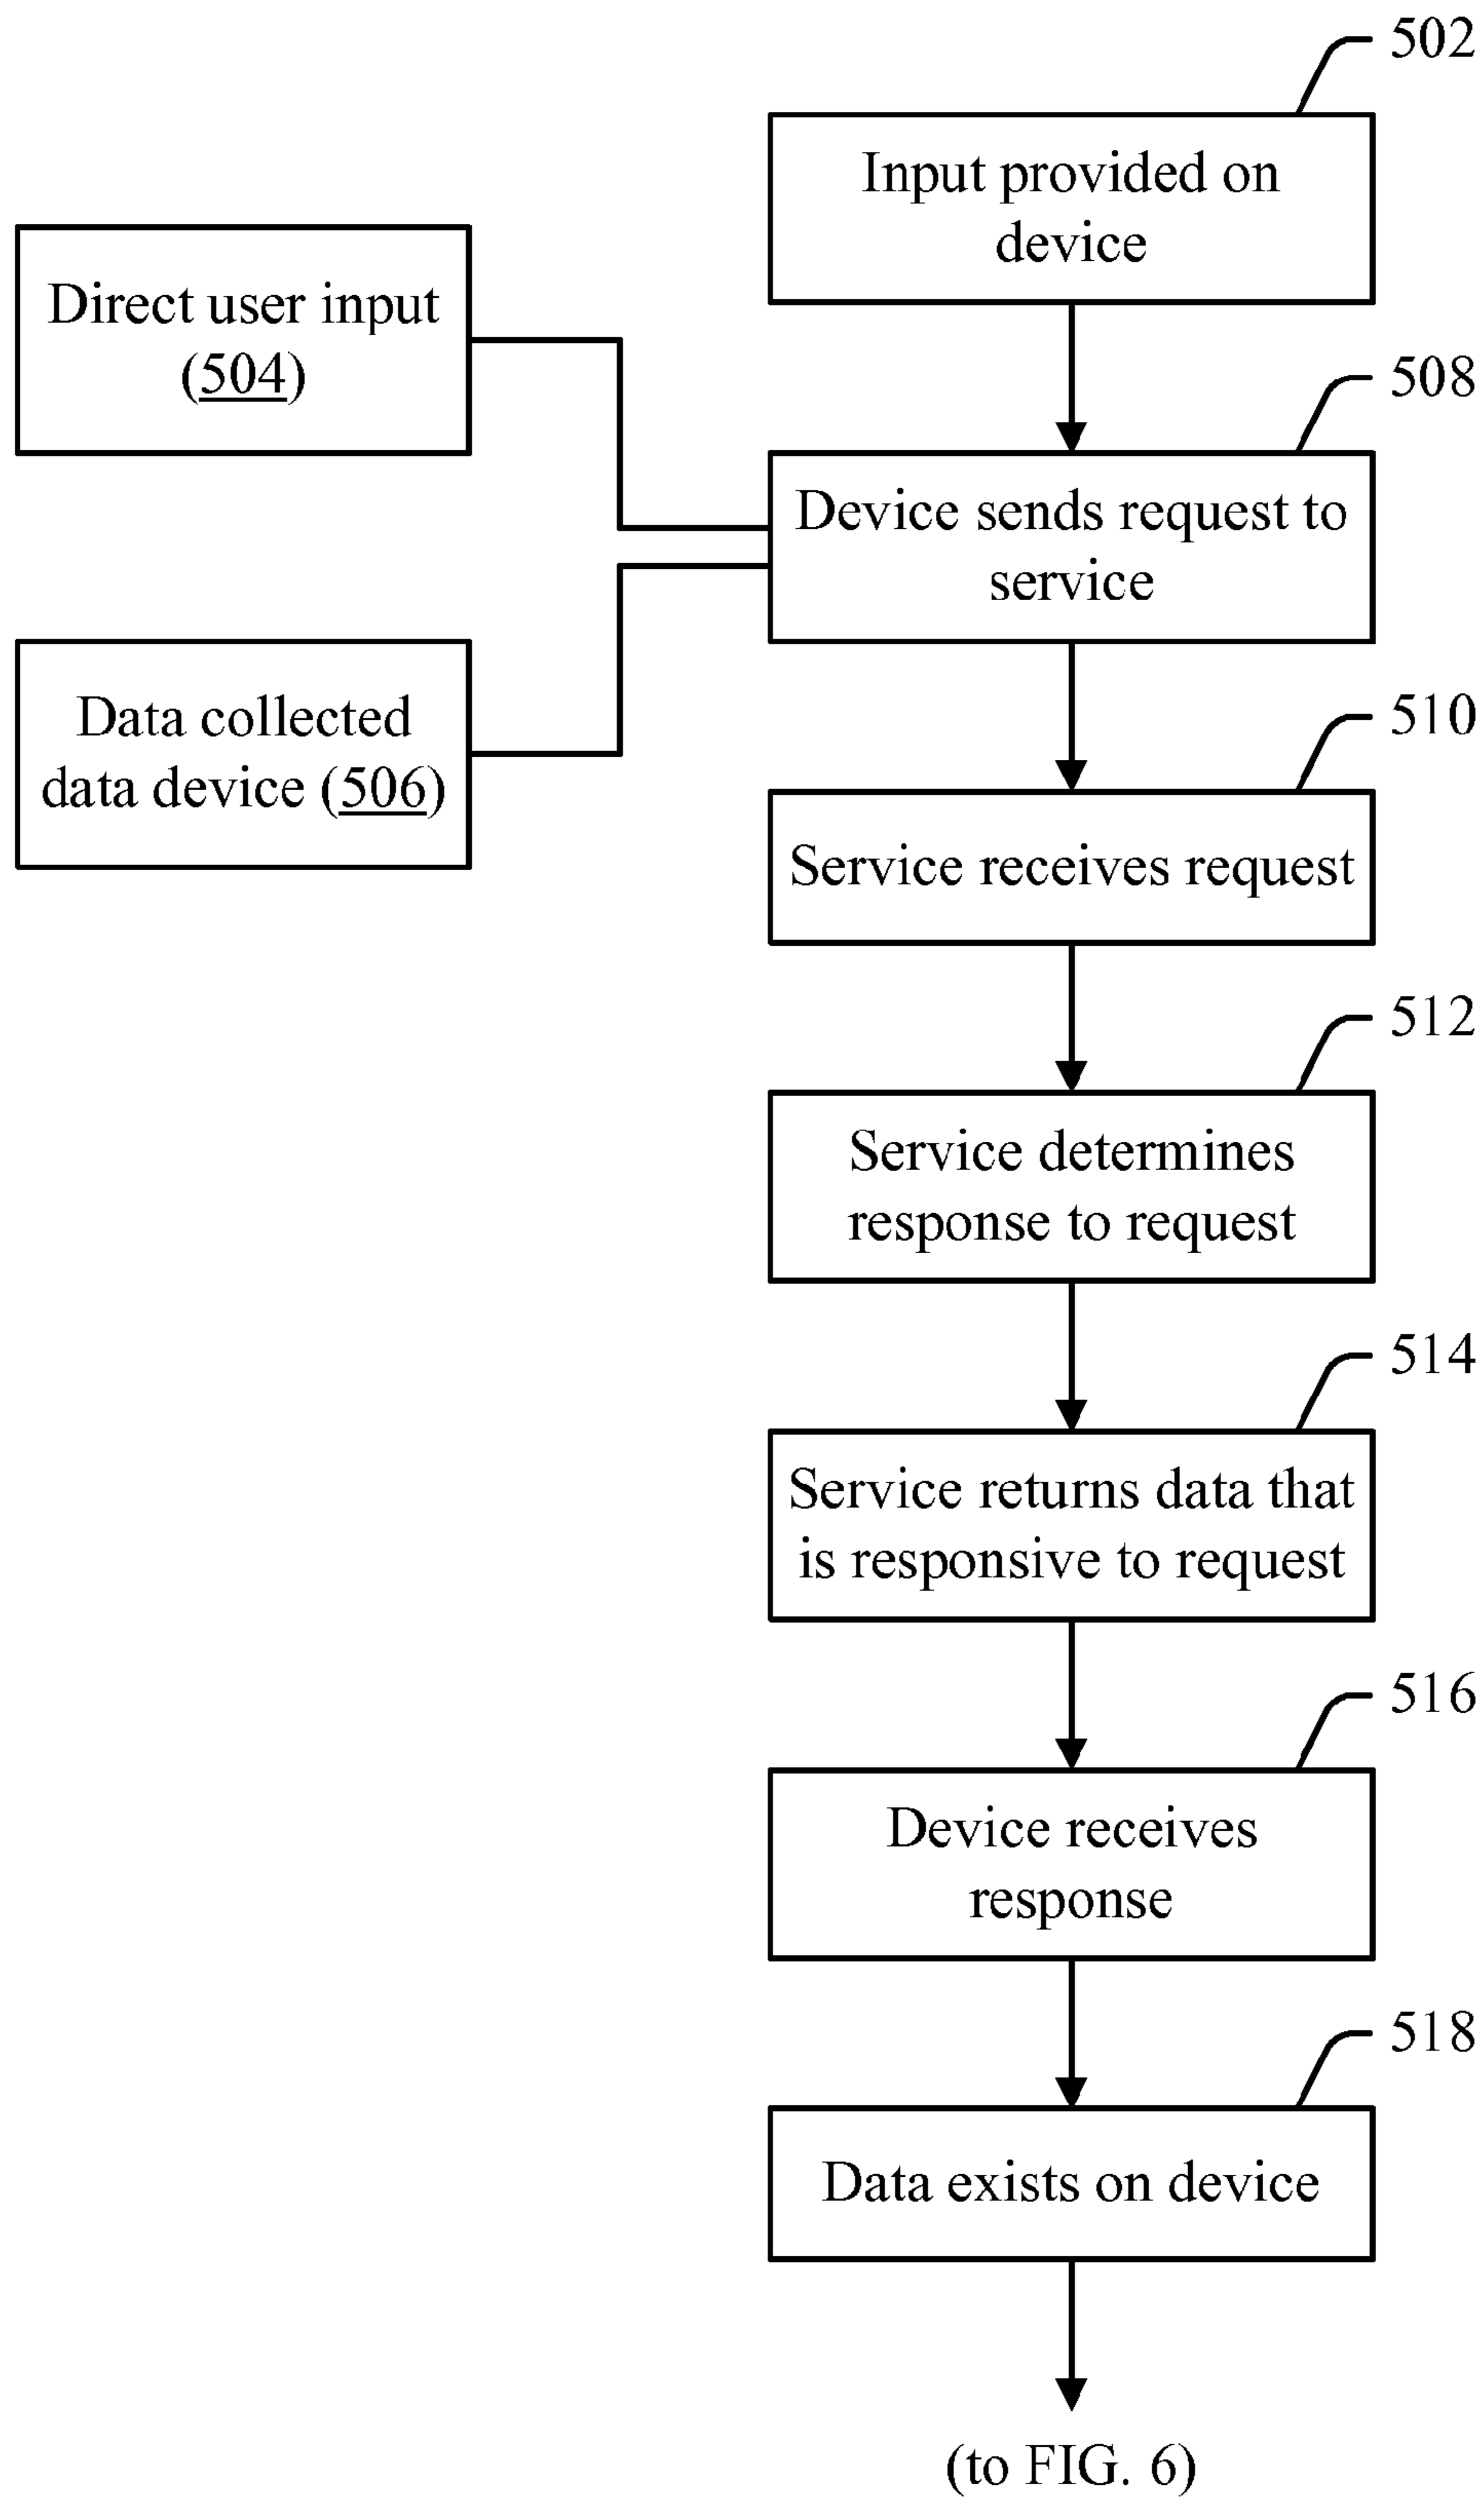 502
Input provided on
device
Direct user input
(504)
508
Device sends request to
service
Data collected
data device (506)
510
Service receives request
512
Service determines
response to request
514
Service returns data that
is responsive to request
516
Device receives
response
518
Data exists on device
(to FIG. 6)